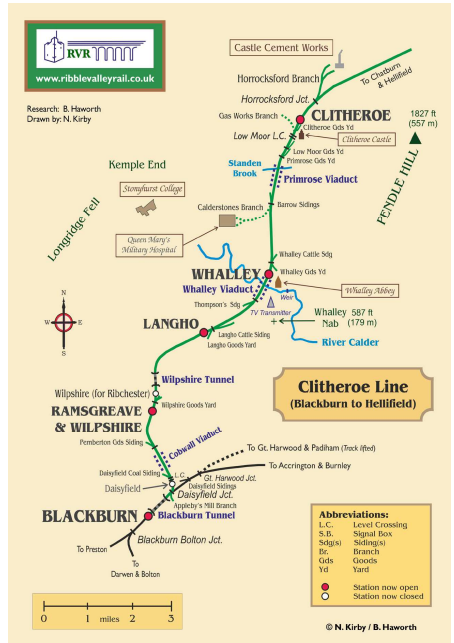 RVR
www.ribblevalleyrail.co.uk
Research: B. Haworth
Drawn by: N. Kirby
Castle Cement Works
Horrocksford Branch
To Chatburn
& Hellifield
Horrocksford Jct.
Gas Works Branch
CLITHEROE
Clitheroe Gds Yd
Low Moor L.C.
Clitheroe Castle
1827 ft
(557 m)
PENDLE HILL
Low Moor Gds Yd
Primrose Gds Yd
Standen
Brook
Primrose Viaduct
Kemple End
Stonyhurst College
Longridge Fell
Calderstones Branch
Barrow Sidings
Queen Mary's
Military Hospital
Whalley Cattle Sdg
WHALLEY
Whalley Gds Yd
Whalley Viaduct
Whalley Abbey
Weir
Thompson's Sdg
TV Transmitter
Whalley
Nab
587 ft
(179 m)
River Calder
N
W
E
S
LANGHO
Langho Cattle Siding
Langho Goods Yard
Wilpshire Tunnel
Wilpshire (for Ribchester)
Wilpshire Goods Yard
RAMSGREAVE
& WILPSHIRE
Clitheroe Line
(Blackburn to Hellifield)
Pemberton Gds Siding
Cobwall Viaduct
To Gt. Harwood & Padiham (Track lifted)
To Accrington & Burnley
Daisyfield Coal Siding
L.C.
Gt. Harwood Jct.
Daisyfield Sidings
Daisyfield
Daisyfield Jct.
Appleby's Mill Branch
BLACKBURN
Blackburn Tunnel
Blackburn Bolton Jct.
To Preston
To
Darwen & Bolton
Abbreviations:
L.C. Level Crossing
S.B. Signal Box
Sdg(s) Siding(s)
Br. Branch
Gds Goods
Yd Yard
Station now open
Station now closed
0 1 miles 2 3
© N. Kirby / B. Haworth